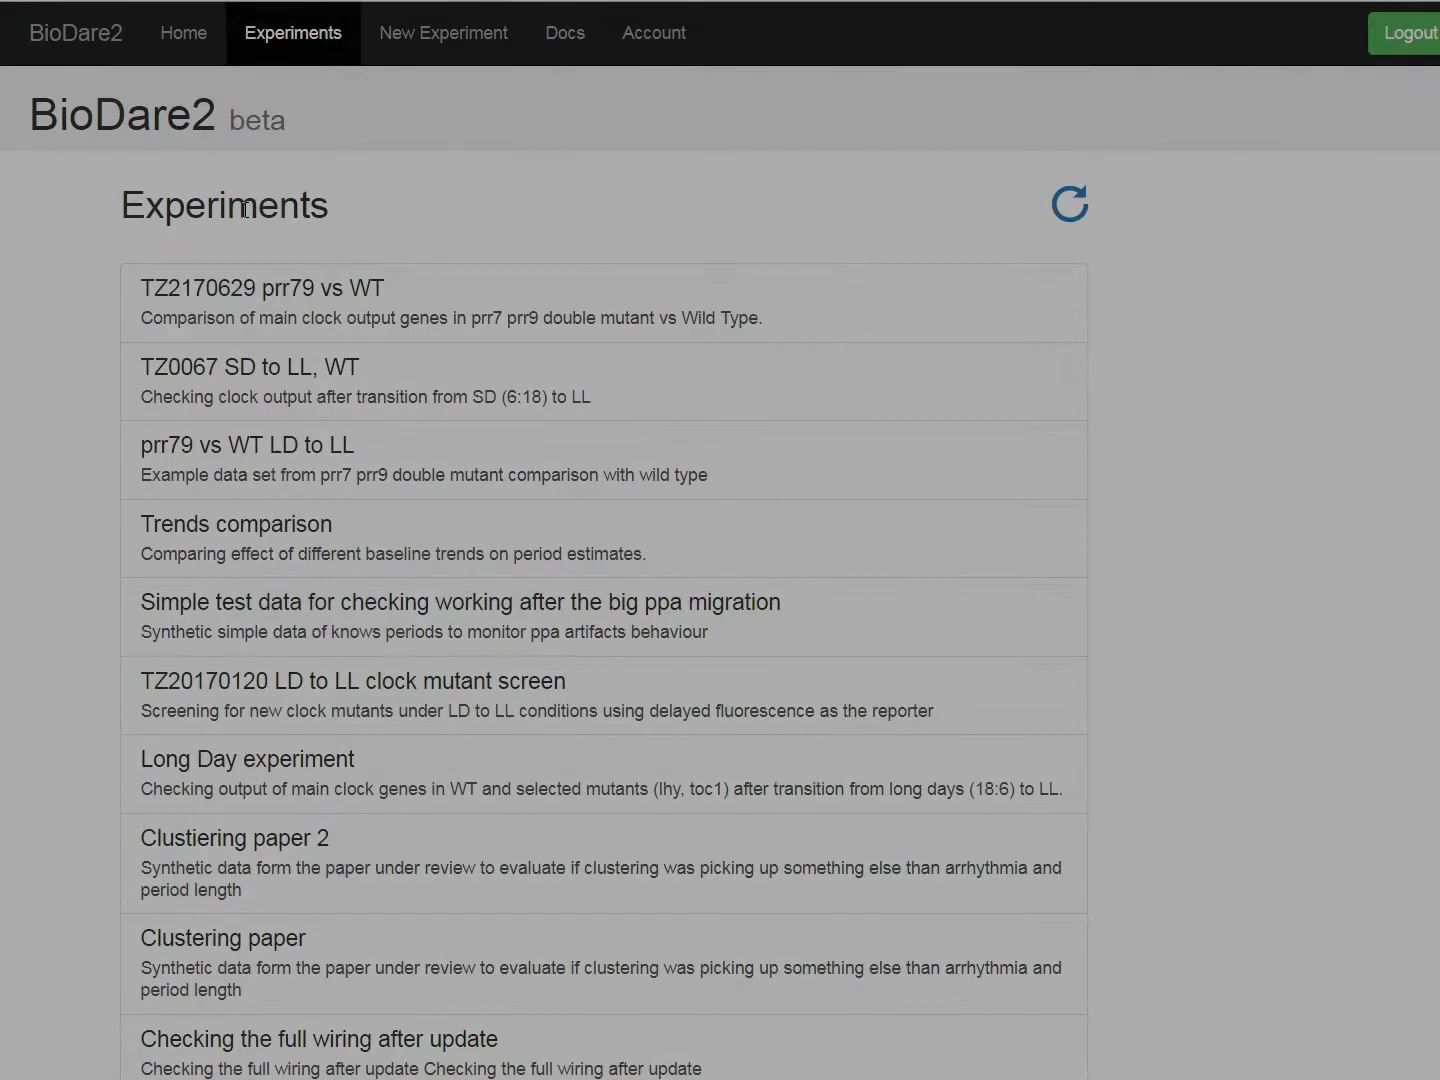 BioDare2 Home Experiments New Experiment Docs Account Logout
BioDare2 beta
Experiments
TZ2170629 prr79 vs WT
Comparison of main clock output genes in prr7 prr9 double mutant vs Wild Type.
TZ0067 SD to LL, WT
Checking clock output after transition from SD (6:18) to LL
prr79 vs WT LD to LL
Example data set from prr7 prr9 double mutant comparison with wild type
Trends comparison
Comparing effect of different baseline trends on period estimates.
Simple test data for checking working after the big ppa migration
Synthetic simple data of knows periods to monitor ppa artifacts behaviour
TZ20170120 LD to LL clock mutant screen
Screening for new clock mutants under LD to LL conditions using delayed fluorescence as the reporter
Long Day experiment
Checking output of main clock genes in WT and selected mutants (lhy, toc1) after transition from long days (18:6) to LL.
Clustiering paper 2
Synthetic data form the paper under review to evaluate if clustering was picking up something else than arrhythmia and
period length
Clustering paper
Synthetic data form the paper under review to evaluate if clustering was picking up something else than arrhythmia and
period length
Checking the full wiring after update
Checking the full wiring after update Checking the full wiring after update